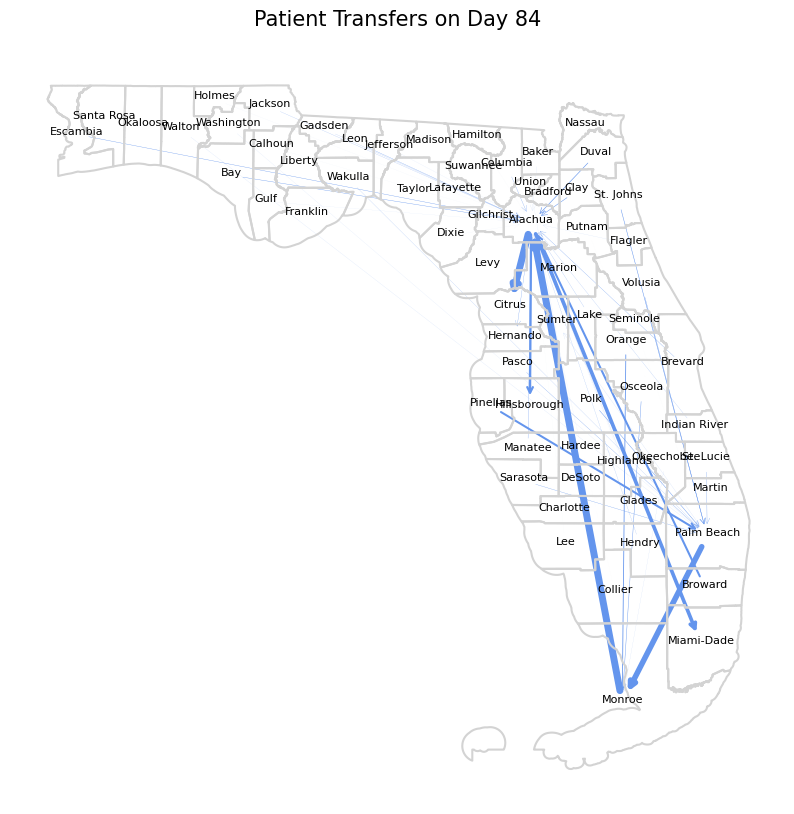 Patient Transfers on Day 84
Holmes
Jackson
Santa Rosa
Okaloosa
Walton
Washington
Escambia
Gadsden
Leon
Jefferson
Madison
Hamilton
Nassau
Calhoun
Liberty
Bay
Wakulla
Suwannee
Columbia
Baker
Duval
Taylor
Lafayette
Union
Bradford
Clay
St. Johns
Gulf
Franklin
Gilchrist
Alachua
Putnam
Dixie
Flagler
Levy
Marion
Volusia
Citrus
Sumter
Lake
Seminole
Hernando
Orange
Pasco
Brevard
Osceola
Pinellas
Hillsborough
Polk
Indian River
Manatee
Hardee
Highlands
Okeechobee
St. Lucie
Sarasota
DeSoto
Martin
Charlotte
Glades
Lee
Hendry
Palm Beach
Collier
Broward
Miami-Dade
Monroe